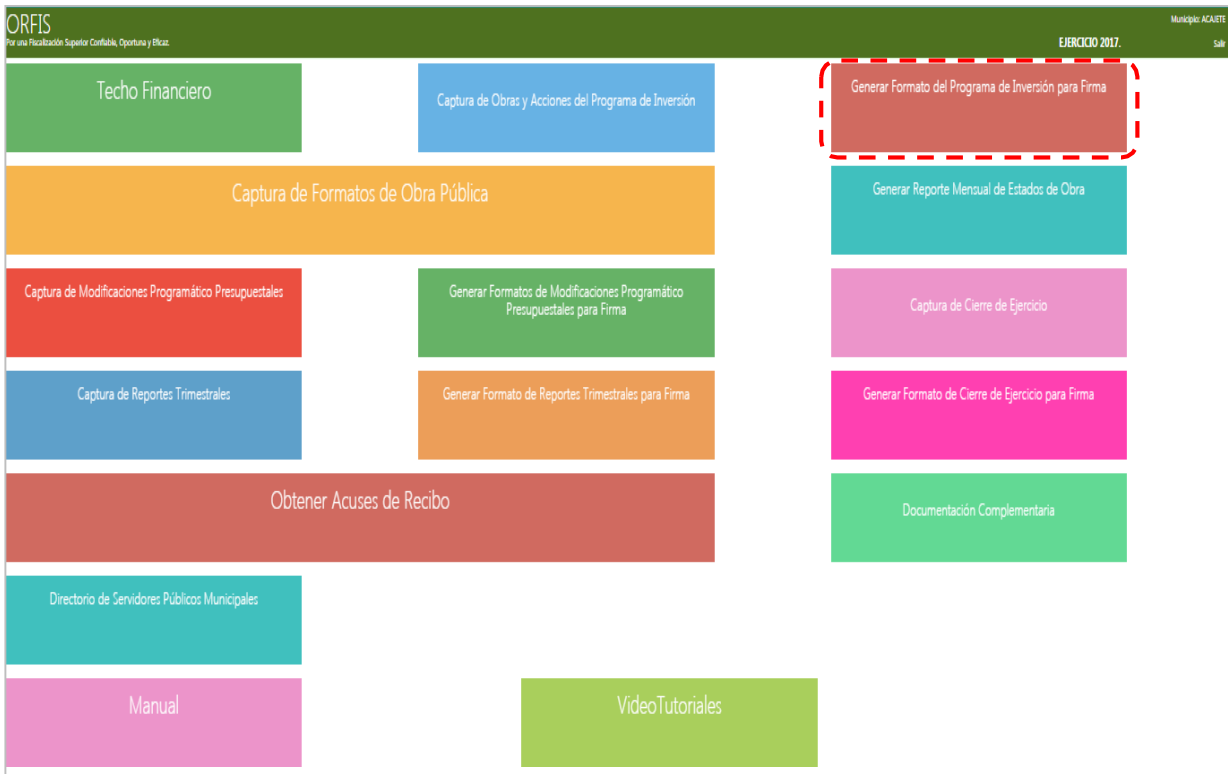 ORFIS
Por una Fiscalización Superior Confiable, Oportuna y Eficaz.
Municipio: ACAJETE
EJERCICIO 2017.
Salir
Techo Financiero
Captura de Obras y Acciones del Programa de Inversión
Generar Formato del Programa de Inversión para Firma
Captura de Formatos de Obra Pública
Generar Reporte Mensual de Estados de Obra
Captura de Modificaciones Programático Presupuestales
Generar Formatos de Modificaciones Programático
Presupuestales para Firma
Captura de Cierre de Ejercicio
Captura de Reportes Trimestrales
Generar Formato de Reportes Trimestrales para Firma
Generar Formato de Cierre de Ejercicio para Firma
Obtener Acuses de Recibo
Documentación Complementaria
Directorio de Servidores Públicos Municipales
Manual
VideoTutoriales